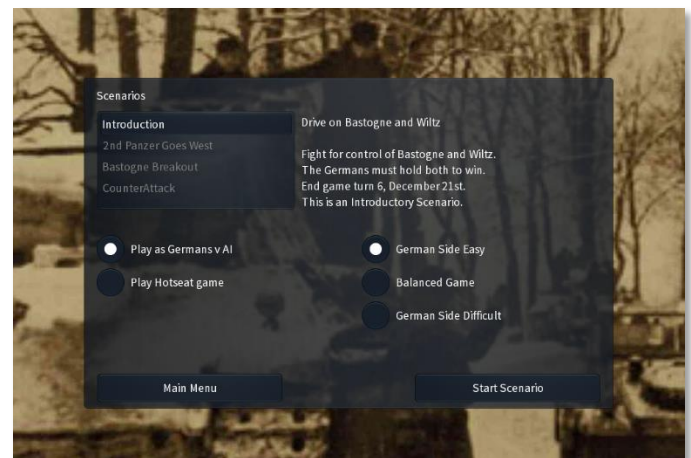 Scenarios
Introduction
2nd Panzer Goes West
Bastogne Breakout
CounterAttack
Drive on Bastogne and Wiltz
Fight for control of Bastogne and Wiltz.
The Germans must hold both to win.
End game turn 6, December 21st.
This is an Introductory Scenario.
Play as Germans v AI
Play Hotseat game
German Side Easy
Balanced Game
German Side Difficult
Main Menu
Start Scenario